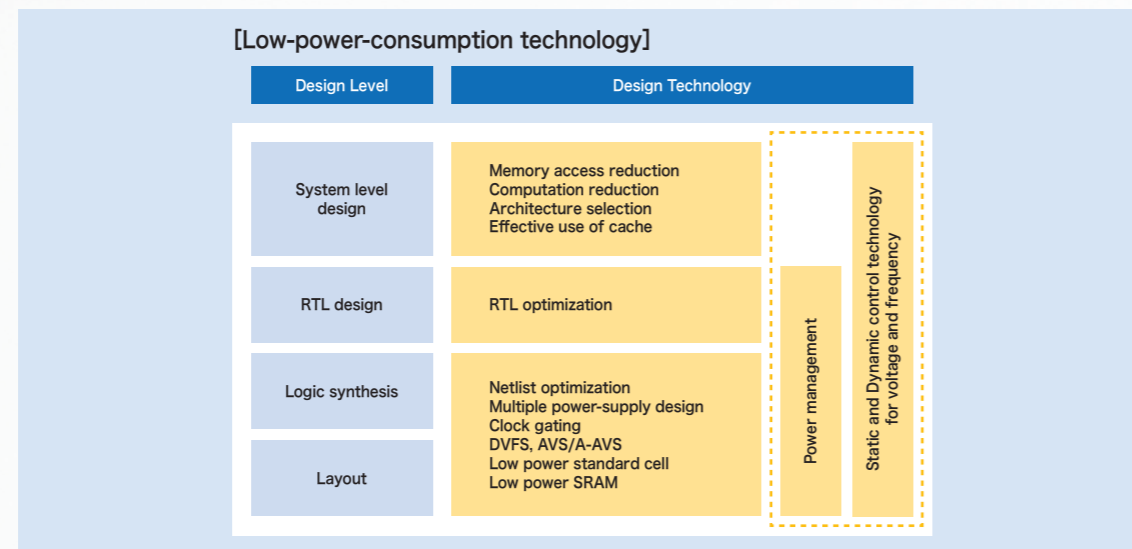 [Low-power-consumption technology]
Design Level
Design Technology
System level
design
Memory access reduction
Computation reduction
Architecture selection
Effective use of cache
RTL design
RTL optimization
Logic synthesis
Layout
Netlist optimization
Multiple power-supply design
Clock gating
DVFS, AVS/A-AVS
Low power standard cell
Low power SRAM
Power management
Static and Dynamic control technology
for voltage and frequency